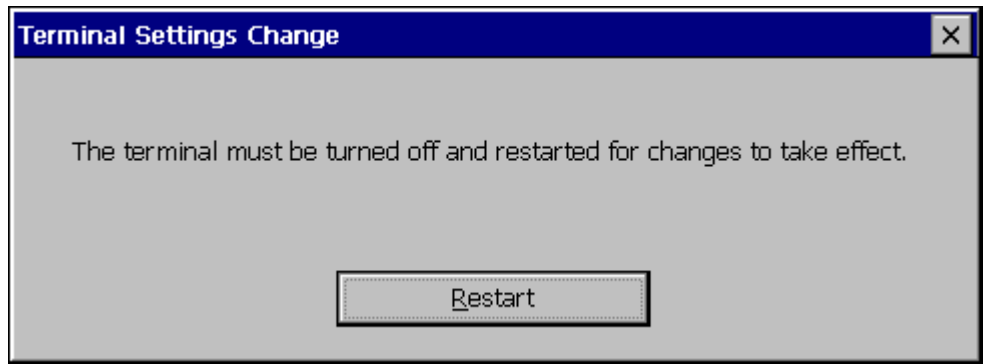 Terminal Settings Change
The terminal must be turned off and restarted for changes to take effect.
Restart